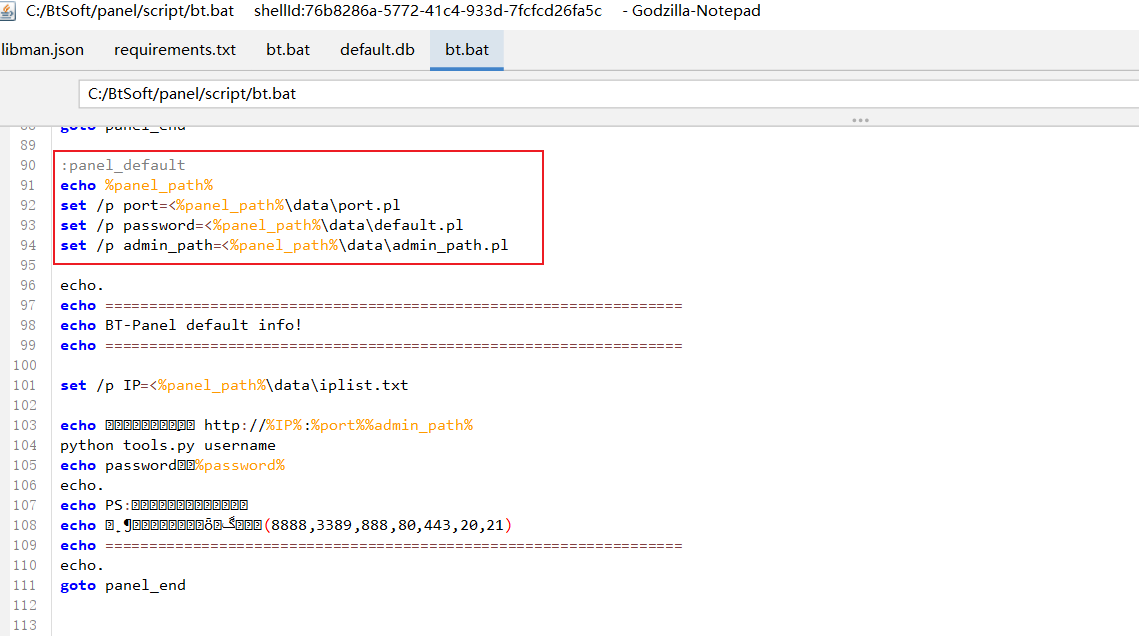 C:/BtSoft/panel/script/bt.bat shellId:76b8286a-5772-41c4-933d-7fcfcd26fa5c - Godzilla-Notepad
libman.json requirements.txt bt.bat default.db bt.bat
C:/BtSoft/panel/script/bt.bat
88 goto panel_end
89
90 :panel_default
91 echo %panel_path%
92 set /p port=<%panel_path%\data\port.pl
93 set /p password=<%panel_path%\data\default.pl
94 set /p admin_path=<%panel_path%\data\admin_path.pl
95
96 echo.
97 echo ================================================================
98 echo BT-Panel default info!
99 echo ================================================================
100
101 set /p IP=<%panel_path%\data\iplist.txt
102
103 echo http://%IP%:%port%%admin_path%
104 python tools.py username
105 echo password%password%
106 echo.
107 echo PS:
108 echo (8888,3389,888,80,443,20,21)
109 echo ================================================================
110 echo.
111 goto panel_end
112
113